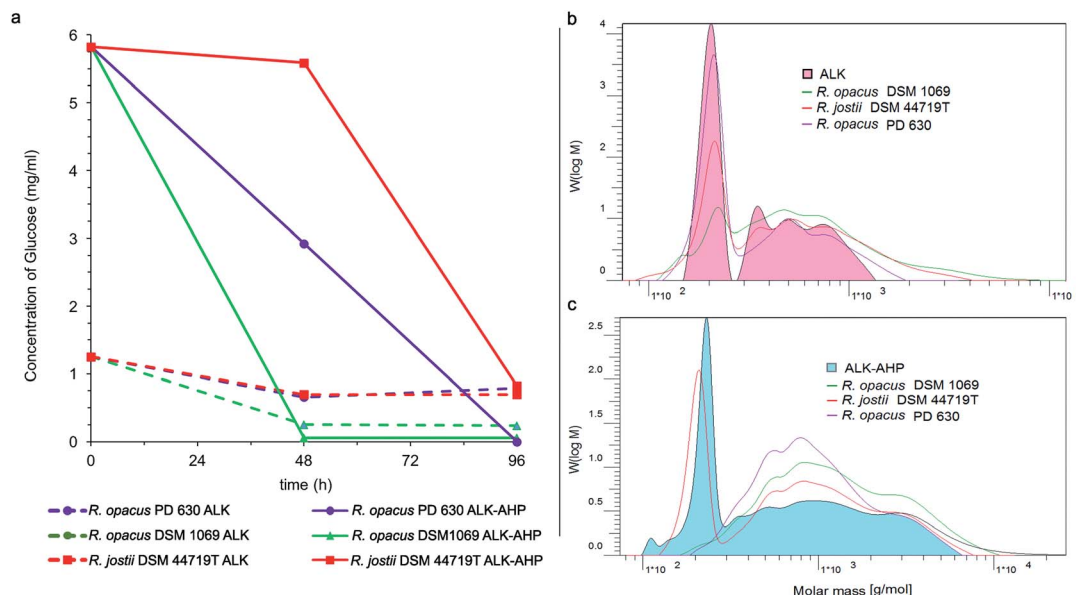 a
6
5
4
3
2
1
0
Concentration of Glucose (mg/ml)
0 24 48 72 96
time (h)
R. opacus PD 630 ALK
R. opacus DSM 1069 ALK
R. jostii DSM 44719T ALK
R. opacus PD 630 ALK-AHP
R. opacus DSM1069 ALK-AHP
R. jostii DSM 44719T ALK-AHP
b
4
3
2
1
0
W(log M)
ALK
R. opacus DSM 1069
R. jostii DSM 44719T
R. opacus PD 630
1*10 2 1*10 3 1*10 4
c
2.5
2.0
1.5
1.0
0.5
0.0
W(log M)
ALK-AHP
R. opacus DSM 1069
R. jostii DSM 44719T
R. opacus PD 630
1*10 2 1*10 3 1*10 4
Molar mass [g/mol]